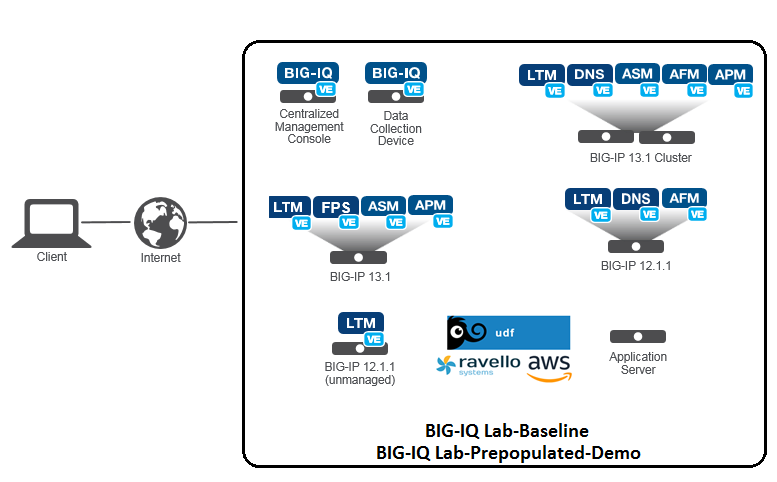 BIG-IQ
VE
Centralized
Management
Console
BIG-IQ
VE
Data
Collection
Device
LTM DNS ASM AFM APM
VE VE VE VE VE
BIG-IP 13.1 Cluster
Client
Internet
LTM FPS ASM APM
VE VE VE VE
BIG-IP 13.1
LTM DNS AFM
VE VE VE
BIG-IP 12.1.1
LTM
VE
BIG-IP 12.1.1
(unmanaged)
udf
ravello
systems
aws
Application
Server
BIG-IQ Lab-Baseline
BIG-IQ Lab-Prepopulated-Demo